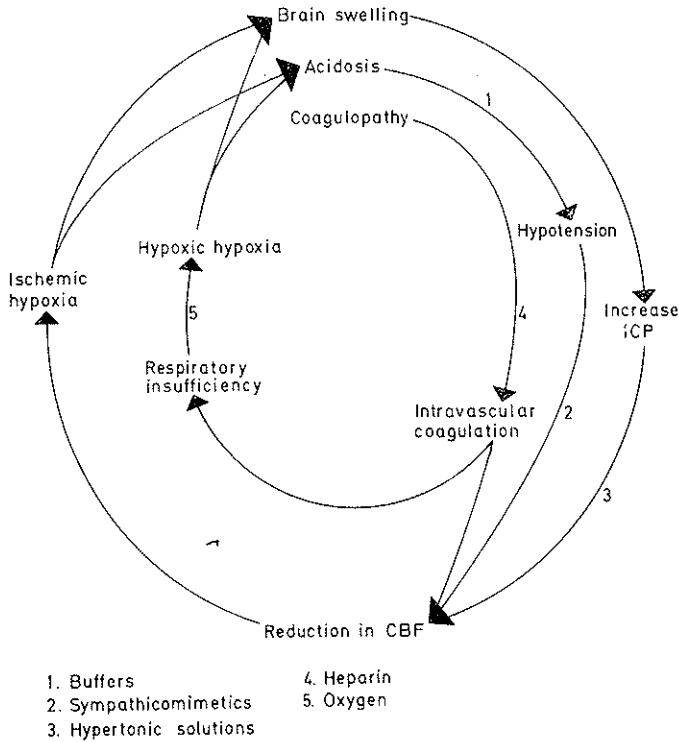 Brain swelling
Acidosis
1
Coagulopathy
Hypotension
Hypoxic hypoxia
Ischemic
hypoxia
Increase
ICP
5
4
Respiratory
insufficiency
Intravascular
coagulation
2
3
Reduction in CBF
1. Buffers
2. Sympathicomimetics
3. Hypertonic solutions
4. Heparin
5. Oxygen